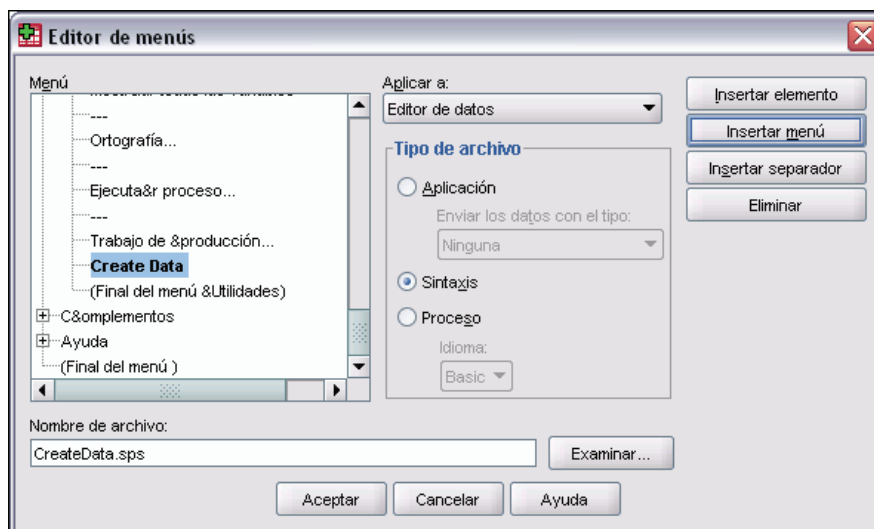 Editor de menús
Menú
---
Ortografía...
---
Ejecuta&r proceso...
---
Trabajo de &producción...
Create Data
(Final del menú &Utilidades)
C&omplementos
Ayuda
(Final del menú )
Aplicar a:
Editor de datos
Tipo de archivo
Aplicación
Enviar los datos con el tipo:
Ninguna
Sintaxis
Proceso
Idioma:
Basic
Insertar elemento
Insertar menú
Insertar separador
Eliminar
Nombre de archivo:
CreateData.sps
Examinar...
Aceptar
Cancelar
Ayuda